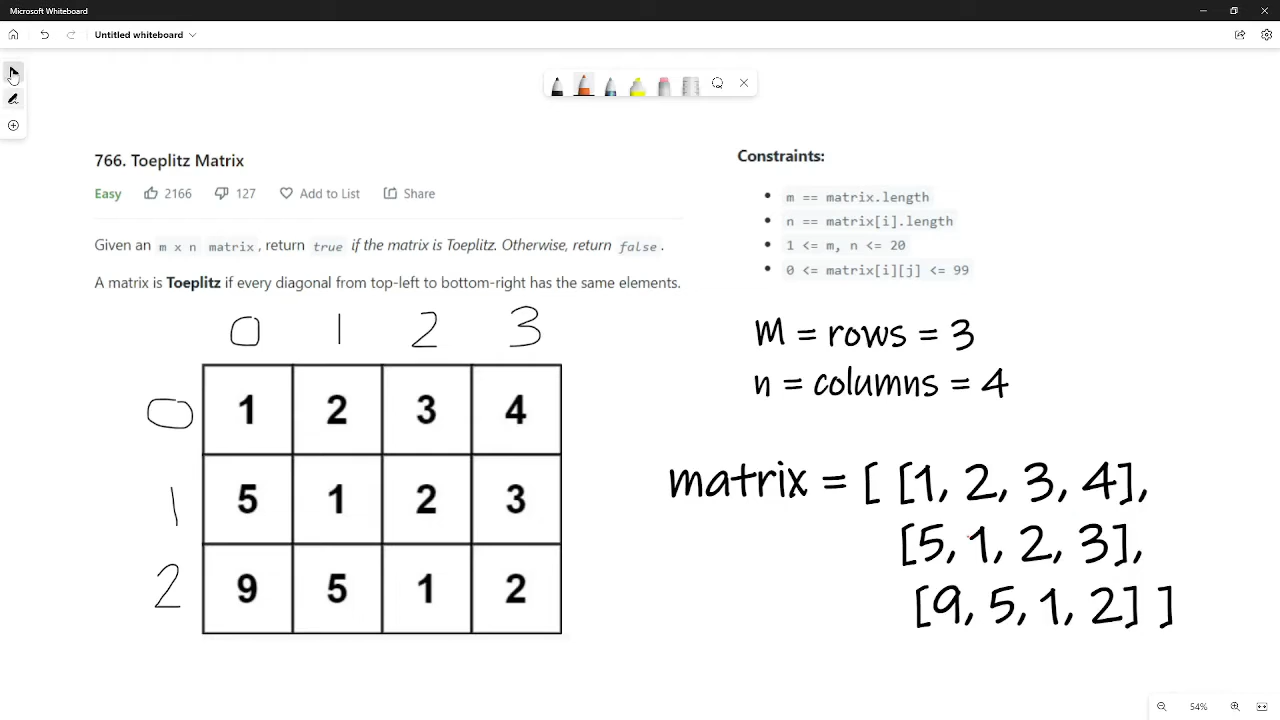 Microsoft Whiteboard
Untitled whiteboard
766. Toeplitz Matrix
Easy 2166 127 Add to List Share
Given an m x n matrix, return true if the matrix is Toeplitz. Otherwise, return false.
A matrix is Toeplitz if every diagonal from top-left to bottom-right has the same elements.
0 1 2 3
0 1 2 3 4
1 5 1 2 3
2 9 5 1 2
Constraints:
m == matrix.length
n == matrix[i].length
1 <= m, n <= 20
0 <= matrix[i][j] <= 99
m = rows = 3
n = columns = 4
matrix = [ [1, 2, 3, 4],
[5, 1, 2, 3],
[9, 5, 1, 2] ]
54%